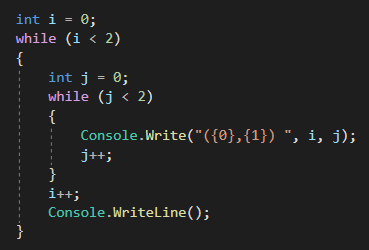 int i = 0;
while (i < 2)
{
    int j = 0;
    while (j < 2)
    {
        Console.Write("({0},{1}) ", i, j);
        j++;
    }
    i++;
    Console.WriteLine();
}